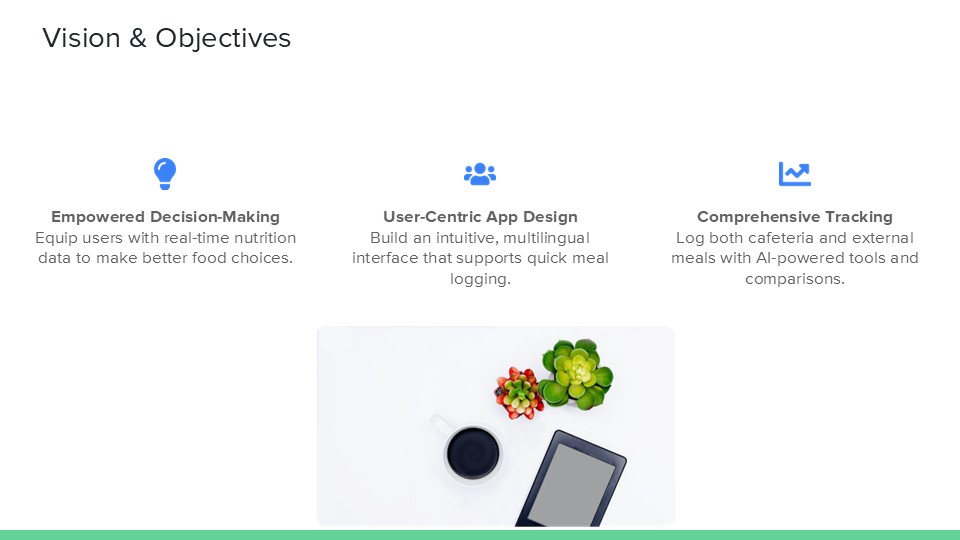 Vision & Objectives
Empowered Decision-Making
Equip users with real-time nutrition
data to make better food choices.
User-Centric App Design
Build an intuitive, multilingual
interface that supports quick meal
logging.
Comprehensive Tracking
Log both cafeteria and external
meals with AI-powered tools and
comparisons.